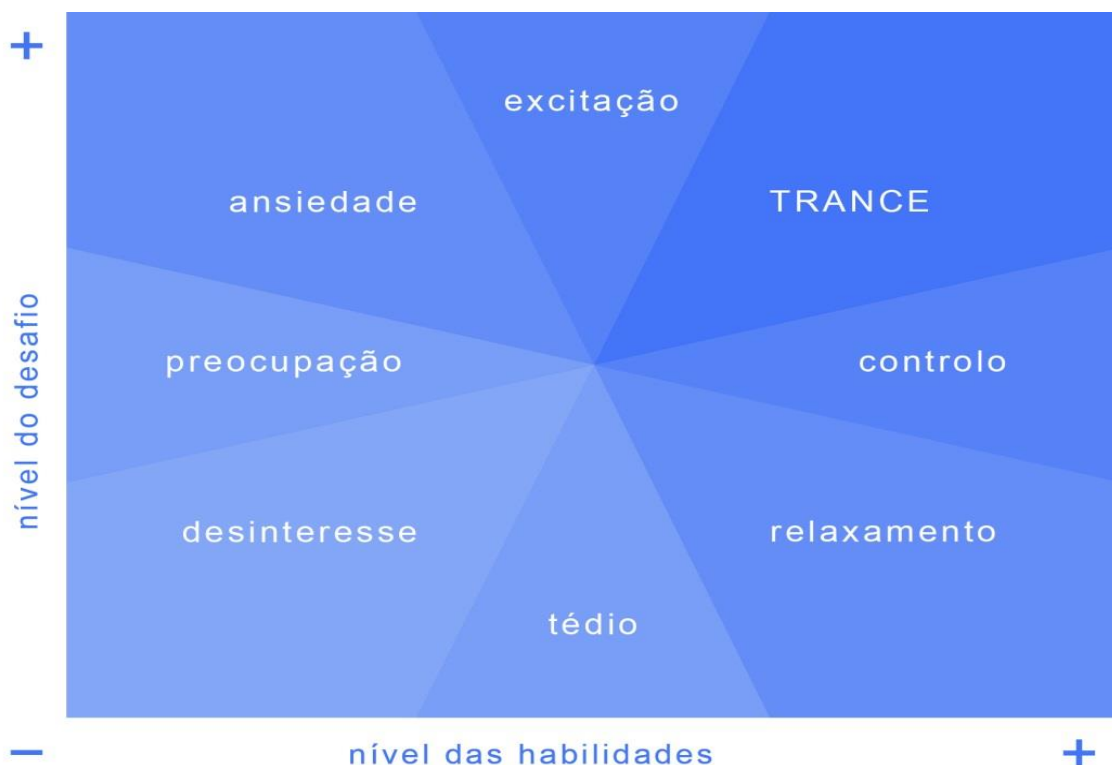 +
excitação
ansiedade
TRANCE
nível do desafio
preocupação
controlo
desinteresse
relaxamento
tédio
–
nível das habilidades
+